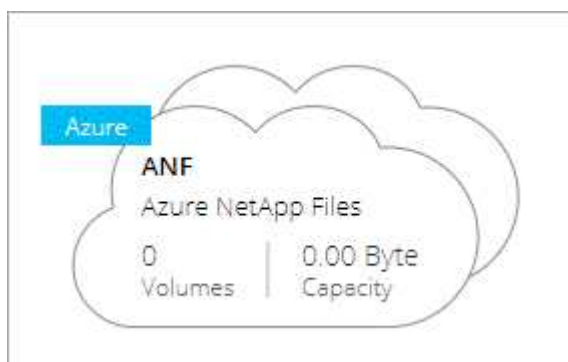 Azure
ANF
Azure NetApp Files
0
Volumes
0.00 Byte
Capacity